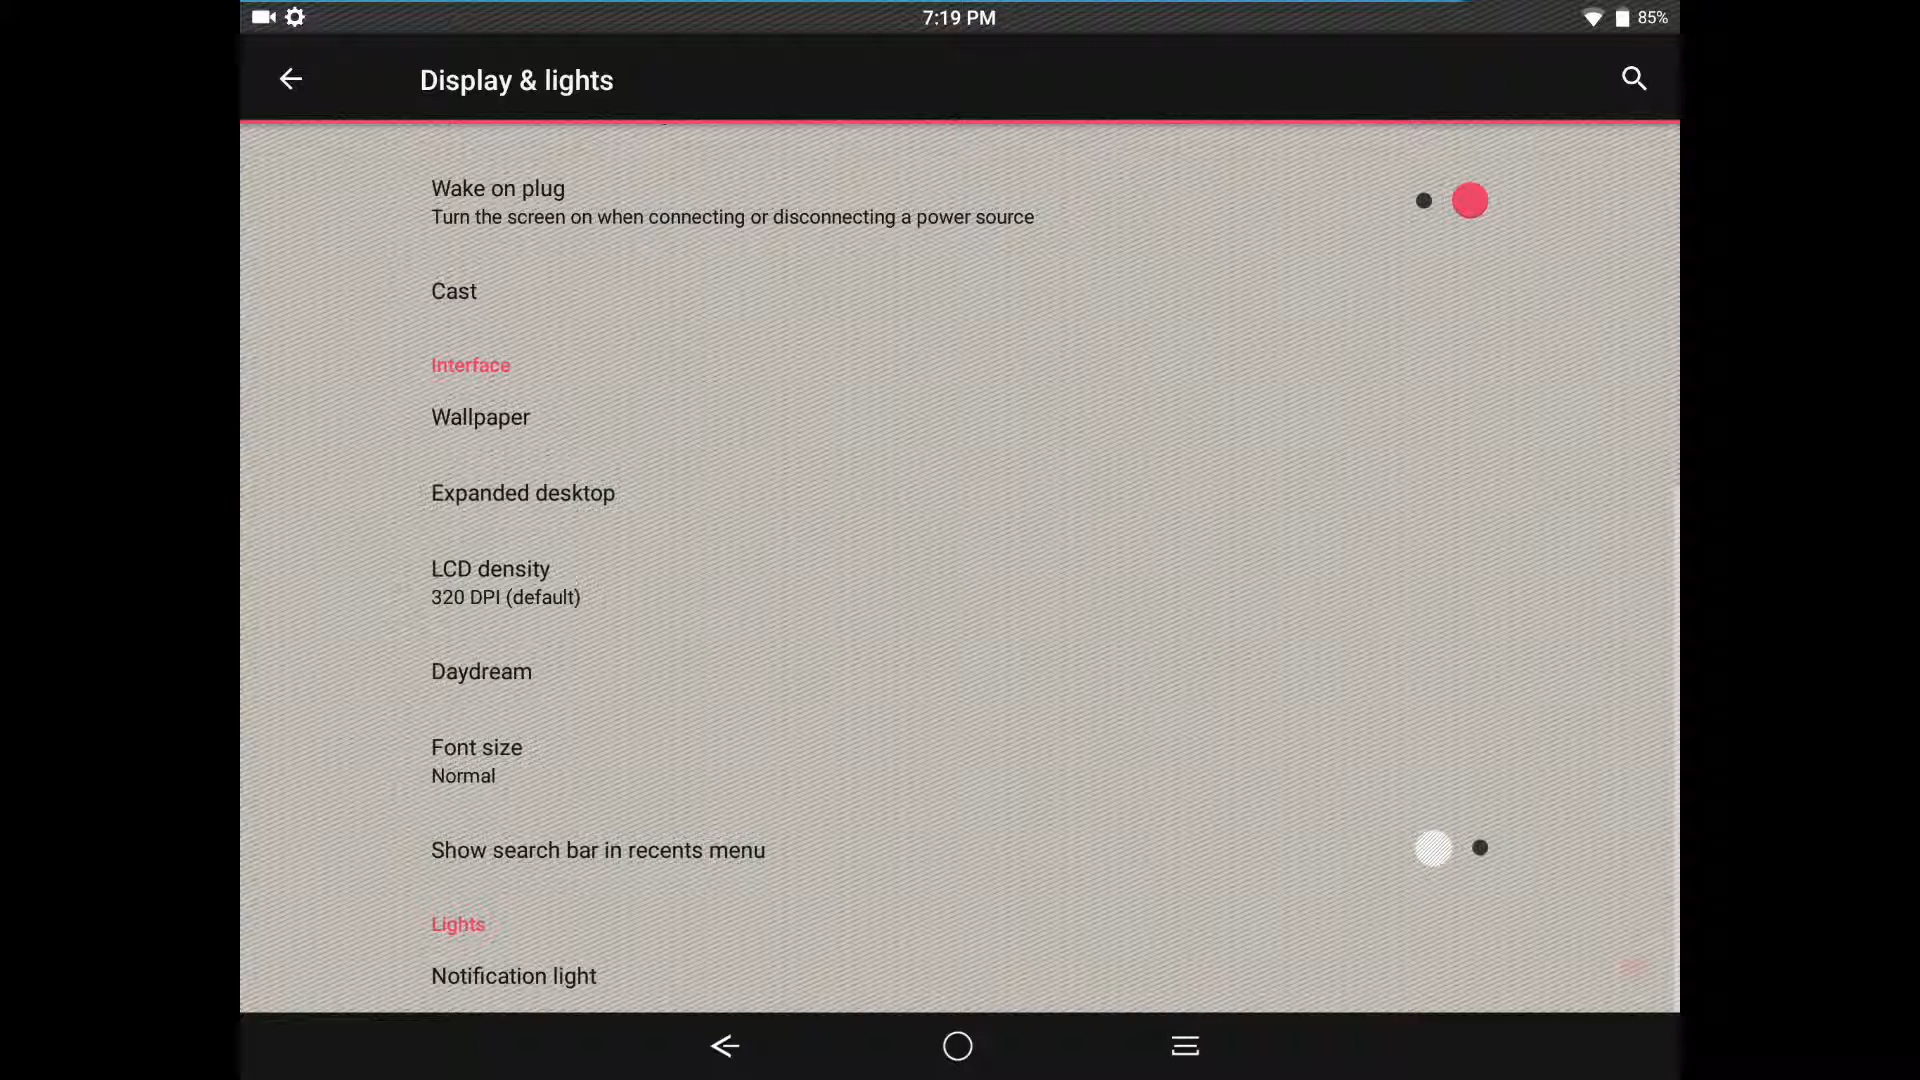 7:19 PM
85%
Display & lights
Wake on plug
Turn the screen on when connecting or disconnecting a power source
Cast
Interface
Wallpaper
Expanded desktop
LCD density
320 DPI (default)
Daydream
Font size
Normal
Show search bar in recents menu
Lights
Notification light